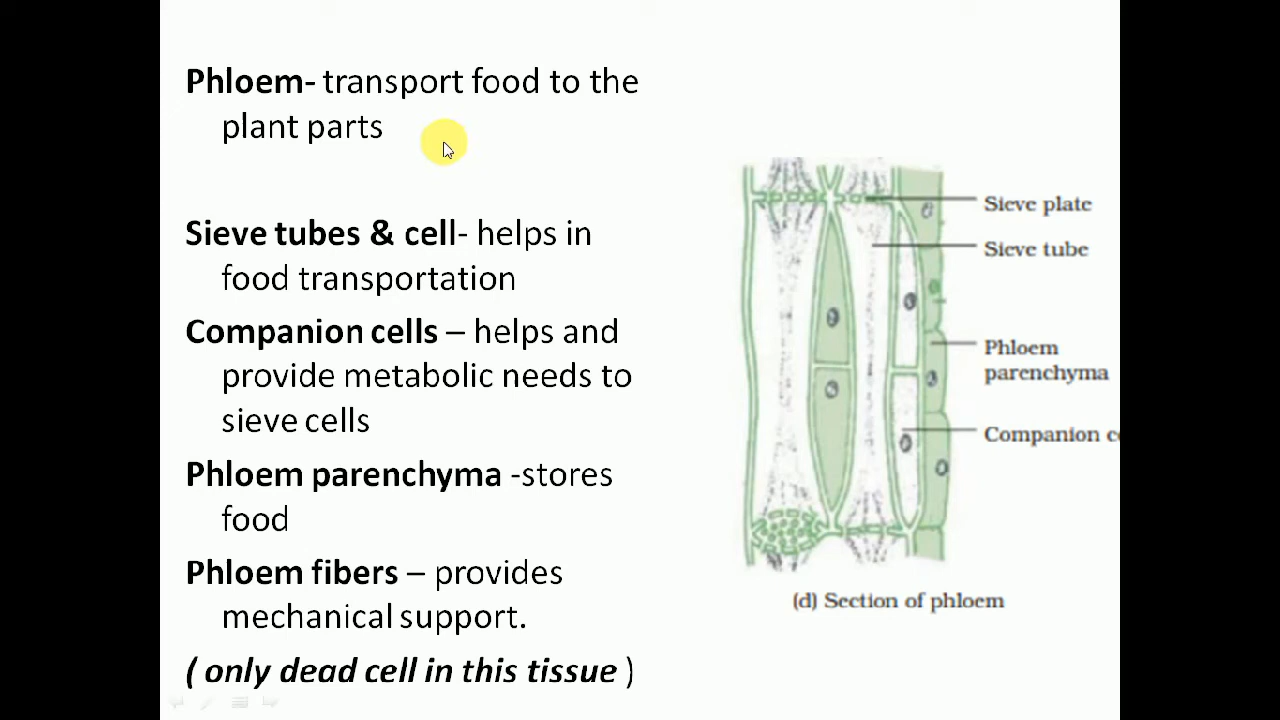 Phloem- transport food to the
plant parts
Sieve tubes & cell- helps in
food transportation
Companion cells – helps and
provide metabolic needs to
sieve cells
Phloem parenchyma -stores
food
Phloem fibers – provides
mechanical support.
( only dead cell in this tissue )
Sieve plate
Sieve tube
Phloem
parenchyma
Companion c
(d) Section of phloem